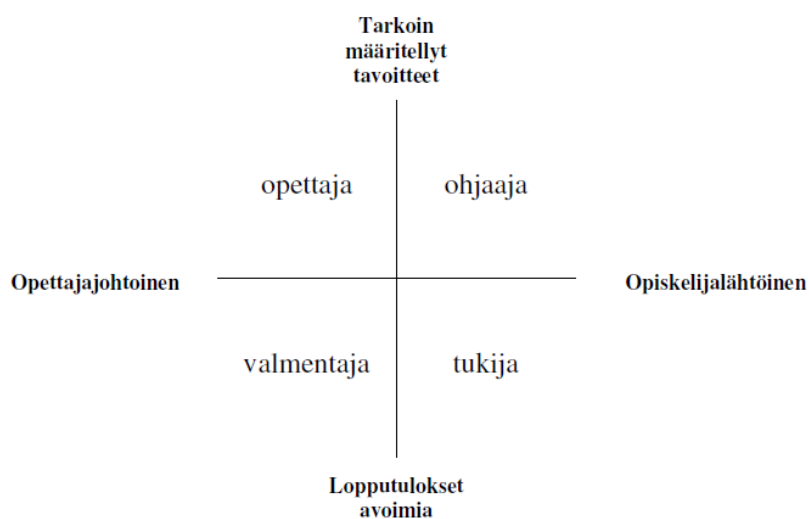 Tarkoin
määritellyt
tavoitteet
opettaja
ohjaaja
Opettajajohtoinen
Opiskelijalähtöinen
valmentaja
tukija
Lopputulokset
avoimia